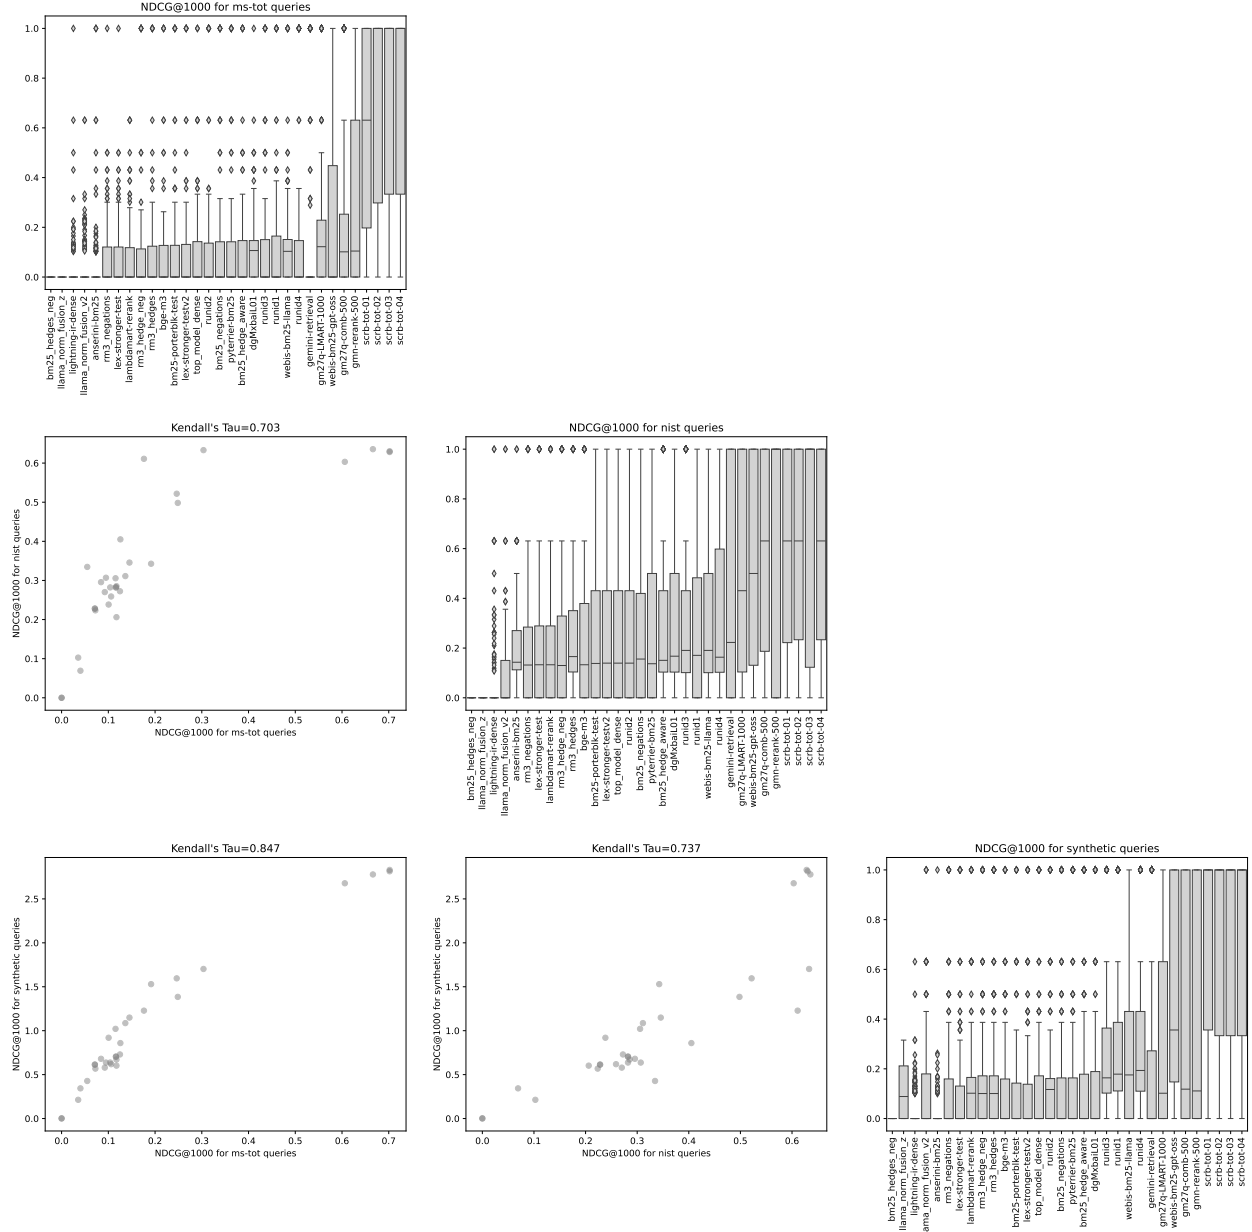 NDCG@1000 for ms-tot queries
1.0
0.8
0.6
0.4
0.2
0.0
bm25_hedges_neg
llama_norm_fusion_z
lightning-ir-dense
llama_norm_fusion_v2
anserini-bm25
rm3_negations
lex-stronger-test
lambdamart-rerank
rm3_hedge_neg
rm3_hedges
bge-m3
bm25-porterblk-test
lex-stronger-testv2
top_model_dense
runid2
bm25_negations
pyterrier-bm25
bm25_hedge_aware
dgMxbaiL01
runid3
runid1
webis-bm25-llama
runid4
gemini-retrieval
gm27q-LMART-1000
webis-bm25-gpt-oss
gm27q-comb-500
gmn-rerank-500
scrb-tot-01
scrb-tot-02
scrb-tot-03
scrb-tot-04
Kendall's Tau=0.703
NDCG@1000 for nist queries
0.6
0.5
0.4
0.3
0.2
0.1
0.0
0.0 0.1 0.2 0.3 0.4 0.5 0.6 0.7
NDCG@1000 for ms-tot queries
NDCG@1000 for nist queries
1.0
0.8
0.6
0.4
0.2
0.0
bm25_hedges_neg
llama_norm_fusion_z
lightning-ir-dense
llama_norm_fusion_v2
anserini-bm25
rm3_negations
lex-stronger-test
lambdamart-rerank
rm3_hedge_neg
rm3_hedges
bge-m3
bm25-porterblk-test
lex-stronger-testv2
top_model_dense
runid2
bm25_negations
pyterrier-bm25
bm25_hedge_aware
dgMxbaiL01
runid3
runid1
webis-bm25-llama
runid4
gemini-retrieval
gm27q-LMART-1000
webis-bm25-gpt-oss
gm27q-comb-500
gmn-rerank-500
scrb-tot-01
scrb-tot-02
scrb-tot-03
scrb-tot-04
Kendall's Tau=0.847
NDCG@1000 for synthetic queries
2.5
2.0
1.5
1.0
0.5
0.0
0.0 0.1 0.2 0.3 0.4 0.5 0.6 0.7
NDCG@1000 for ms-tot queries
Kendall's Tau=0.737
NDCG@1000 for synthetic queries
2.5
2.0
1.5
1.0
0.5
0.0
0.0 0.1 0.2 0.3 0.4 0.5 0.6
NDCG@1000 for nist queries
NDCG@1000 for synthetic queries
1.0
0.8
0.6
0.4
0.2
0.0
bm25_hedges_neg
llama_norm_fusion_z
lightning-ir-dense
ama_norm_fusion_v2
anserini-bm25
rm3_negations
lex-stronger-test
lambdamart-rerank
rm3_hedge_neg
rm3_hedges
bge-m3
bm25-porterblk-test
lex-stronger-testv2
top_model_dense
runid2
bm25_negations
pyterrier-bm25
bm25_hedge_aware
dgMxbaiL01
runid3
runid1
webis-bm25-llama
runid4
gemini-retrieval
gm27q-LMART-1000
webis-bm25-gpt-oss
gm27q-comb-500
gmn-rerank-500
scrb-tot-01
scrb-tot-02
scrb-tot-03
scrb-tot-04